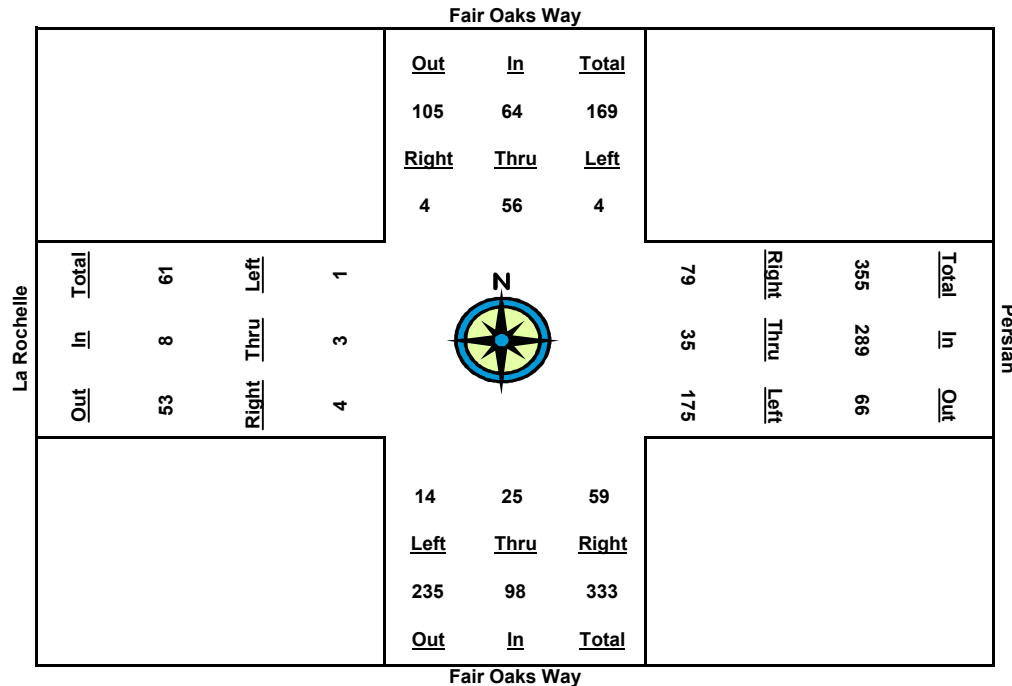 Fair Oaks Way
Out In Total
105 64 169
Right Thru Left
4 56 4
La Rochelle
Total 61 Left 1
In 8 Thru 3
Out 53 Right 4
N
79 Right 355 Total
35 Thru 289 In
175 Left 66 Out
Persian
14 25 59
Left Thru Right
235 98 333
Out In Total
Fair Oaks Way